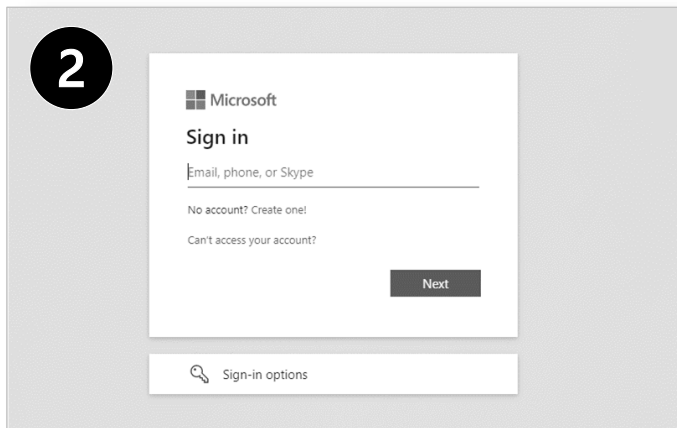 2
Microsoft
Sign in
Email, phone, or Skype
No account? Create one!
Can't access your account?
Next
Sign-in options